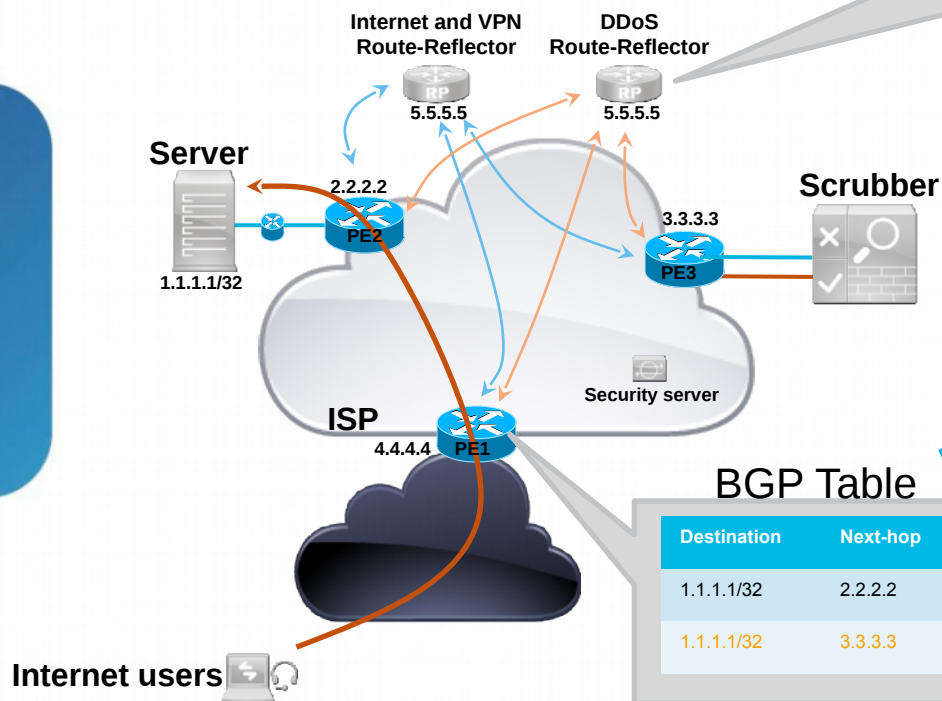 Internet and VPN
Route-Reflector
DDoS
Route-Reflector
RP
RP
5.5.5.5
5.5.5.5
Server
2.2.2.2
Scrubber
3.3.3.3
PE2
PE3
1.1.1.1/32
Security server
ISP
4.4.4.4
PE1
BGP Table
Destination Next-hop
1.1.1.1/32 2.2.2.2
1.1.1.1/32 3.3.3.3
Internet users